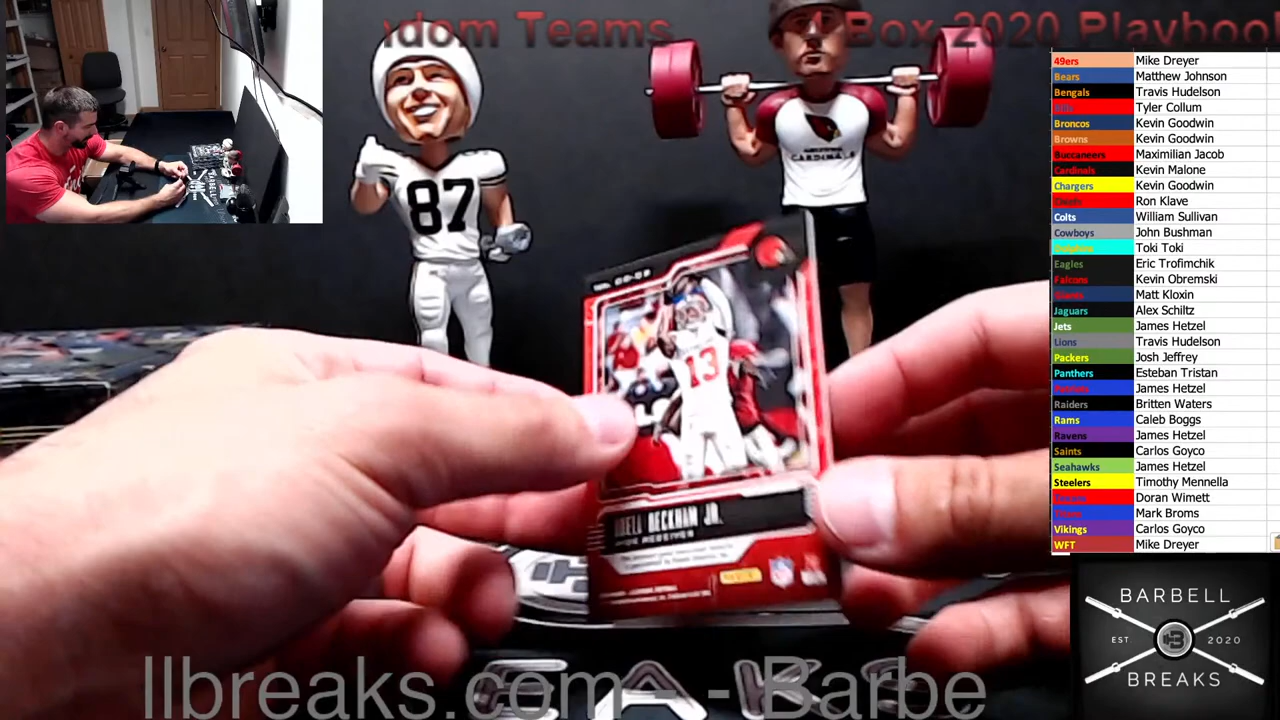 dom Teams
Box 2020 Playboo
49ers Mike Dreyer
Bears Matthew Johnson
Bengals Travis Hudelson
Bills Tyler Collum
Broncos Kevin Goodwin
Browns Kevin Goodwin
Buccaneers Maximilian Jacob
Cardinals Kevin Malone
Chargers Kevin Goodwin
Chiefs Ron Klave
Colts William Sullivan
Cowboys John Bushman
Dolphins Toki Toki
Eagles Eric Trofimchik
Falcons Kevin Obremski
Giants Matt Kloxin
Jaguars Alex Schiltz
Jets James Hetzel
Lions Travis Hudelson
Packers Josh Jeffrey
Panthers Esteban Tristan
Patriots James Hetzel
Raiders Britten Waters
Rams Caleb Boggs
Ravens James Hetzel
Saints Carlos Goyco
Seahawks James Hetzel
Steelers Timothy Mennella
Texans Doran Wimett
Titans Mark Broms
Vikings Carlos Goyco
WFT Mike Dreyer
87
CARDINALS
13
BECKHAM JR.
WIDE RECEIVER
BARBELL
EST 2020
BREAKS
llbreaks.com - - Barbe